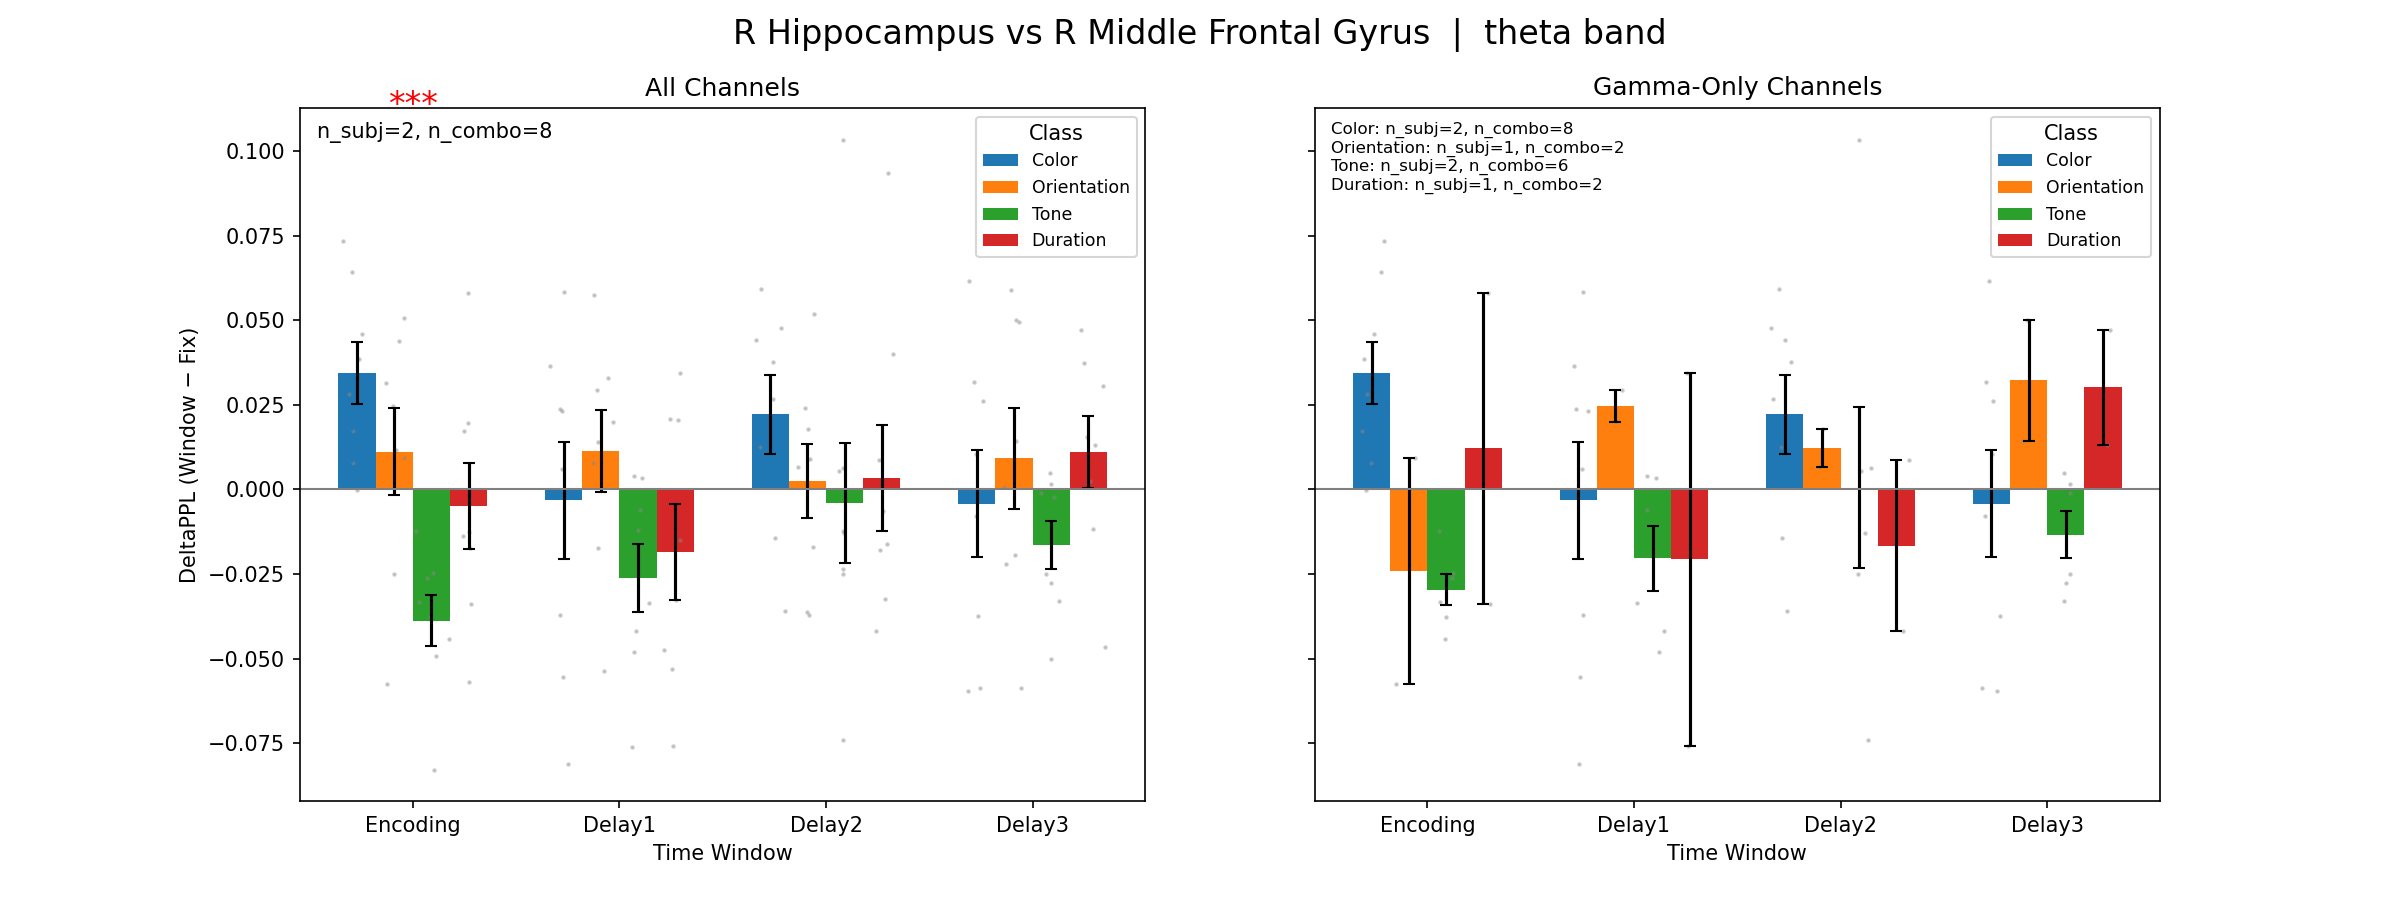 R Hippocampus vs R Middle Frontal Gyrus | theta band
All Channels
***
n_subj=2, n_combo=8
Class
Color
Orientation
Tone
Duration
DeltaPPL (Window − Fix)
0.100
0.075
0.050
0.025
0.000
−0.025
−0.050
−0.075
Encoding
Delay1
Delay2
Delay3
Time Window
Gamma-Only Channels
Color: n_subj=2, n_combo=8
Orientation: n_subj=1, n_combo=2
Tone: n_subj=2, n_combo=6
Duration: n_subj=1, n_combo=2
Class
Color
Orientation
Tone
Duration
Encoding
Delay1
Delay2
Delay3
Time Window